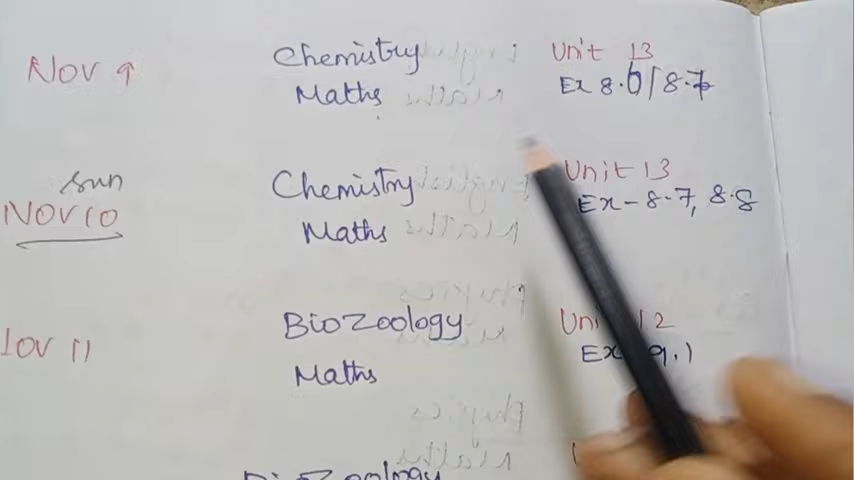 Nov 9 Chemistry Unit 13
Maths Ex 8.6/8.7
sun
Nov 10 Chemistry Unit 13
Maths Ex - 8.7, 8.8
Nov 11 BioZoology Unit 12
Maths Ex 9.1
BioZoology